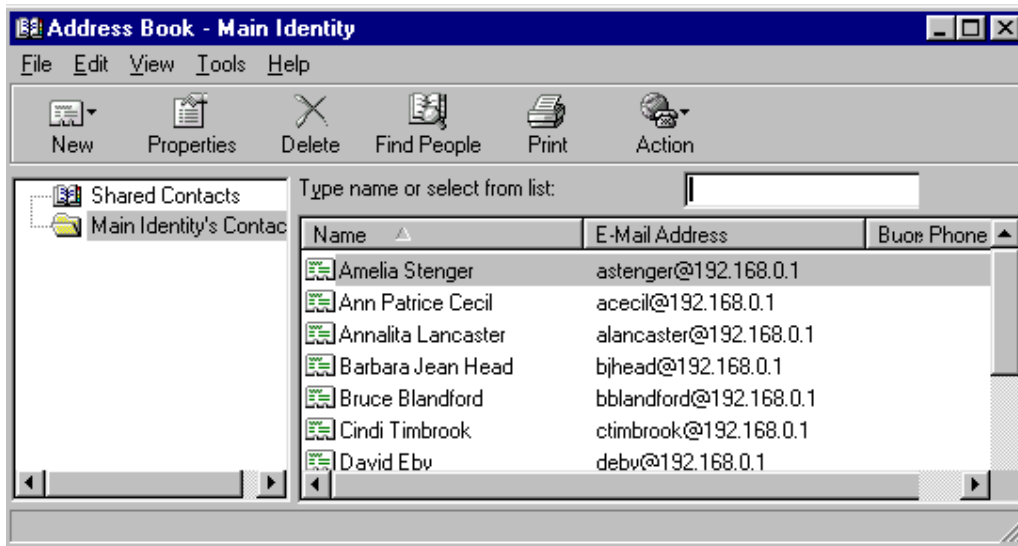 Address Book - Main Identity
File Edit View Tools Help
New Properties Delete Find People Print Action
Shared Contacts
Main Identity's Contac
Type name or select from list:
Name E-Mail Address Phone
Amelia Stenger astenger@192.168.0.1
Ann Patrice Cecil acecil@192.168.0.1
Annalita Lancaster alancaster@192.168.0.1
Barbara Jean Head bjhead@192.168.0.1
Bruce Blandford bblandford@192.168.0.1
Cindi Timbrook ctimbrook@192.168.0.1
David Eby deby@192.168.0.1